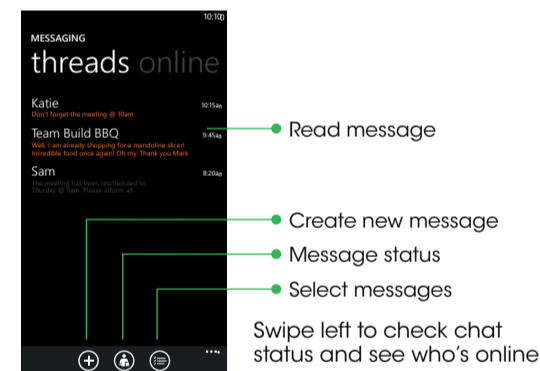 10:10
MESSAGING
threads online
Katie 10:15a
Don't forget the meeting @ 10am
Team Build BBQ 9:45a
Well, I am already shopping for a mandoline slicer!
Incredible food once again! Oh my. Thank you Mark
Sam 8:20a
The meeting has been rescheduled to
Thurday @ 9am. Please inform all.
Read message
Create new message
Message status
Select messages
Swipe left to check chat
status and see who's online